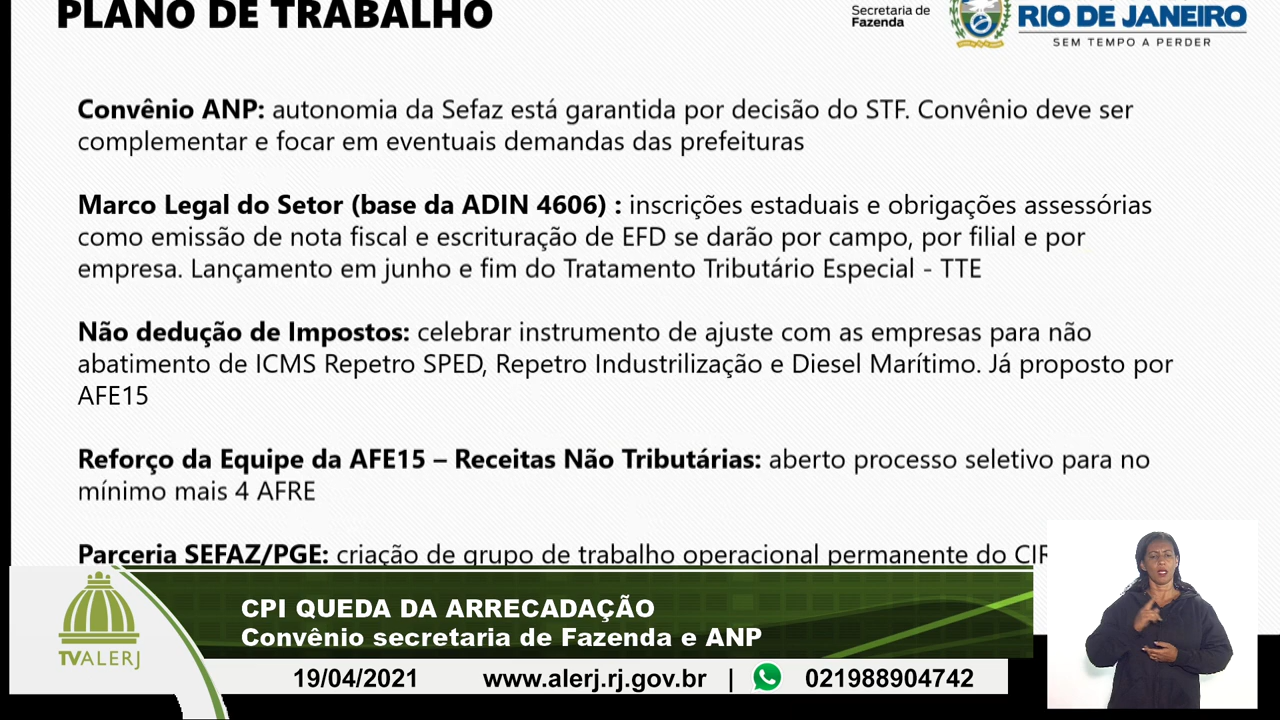 PLANO DE TRABALHO
Secretaria de
Fazenda
RIO DE JANEIRO
SEM TEMPO A PERDER
Convênio ANP: autonomia da Sefaz está garantida por decisão do STF. Convênio deve ser
complementar e focar em eventuais demandas das prefeituras
Marco Legal do Setor (base da ADIN 4606) : inscrições estaduais e obrigações assessórias
como emissão de nota fiscal e escrituração de EFD se darão por campo, por filial e por
empresa. Lançamento em junho e fim do Tratamento Tributário Especial - TTE
Não dedução de Impostos: celebrar instrumento de ajuste com as empresas para não
abatimento de ICMS Repetro SPED, Repetro Industrilização e Diesel Marítimo. Já proposto por
AFE15
Reforço da Equipe da AFE15 – Receitas Não Tributárias: aberto processo seletivo para no
mínimo mais 4 AFRE
Parceria SEFAZ/PGE: criação de grupo de trabalho operacional permanente do
CPI QUEDA DA ARRECADAÇÃO
Convênio secretaria de Fazenda e ANP
TVALERJ
19/04/2021 www.alerj.rj.gov.br | 021988904742